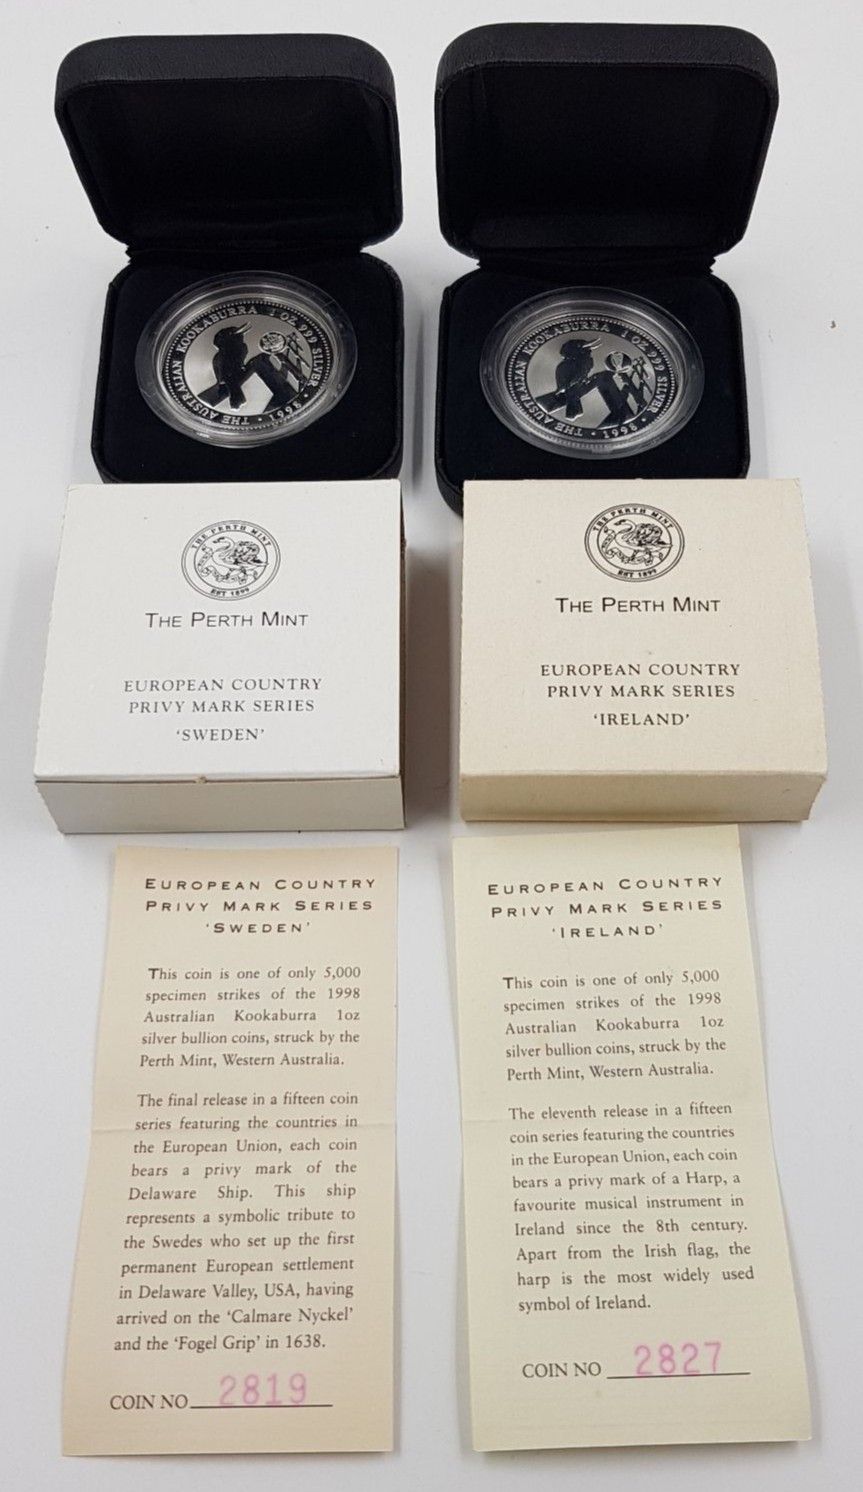 THE AUSTRALIAN KOOKABURRA 1 OZ 999 SILVER
• 1998 •
THE AUSTRALIAN KOOKABURRA 1 OZ 999 SILVER
• 1998 •
THE PERTH MINT
EST 1899
THE PERTH MINT
EUROPEAN COUNTRY
PRIVY MARK SERIES
'SWEDEN'
THE PERTH MINT
EST 1899
THE PERTH MINT
EUROPEAN COUNTRY
PRIVY MARK SERIES
'IRELAND'
EUROPEAN COUNTRY
PRIVY MARK SERIES
'SWEDEN'
This coin is one of only 5,000
specimen strikes of the 1998
Australian Kookaburra 1oz
silver bullion coins, struck by the
Perth Mint, Western Australia.
The final release in a fifteen coin
series featuring the countries in
the European Union, each coin
bears a privy mark of the
Delaware Ship. This ship
represents a symbolic tribute to
the Swedes who set up the first
permanent European settlement
in Delaware Valley, USA, having
arrived on the 'Calmare Nyckel'
and the 'Fogel Grip' in 1638.
COIN NO 2819
EUROPEAN COUNTRY
PRIVY MARK SERIES
'IRELAND'
This coin is one of only 5,000
specimen strikes of the 1998
Australian Kookaburra 1oz
silver bullion coins, struck by the
Perth Mint, Western Australia.
The eleventh release in a fifteen
coin series featuring the countries
in the European Union, each coin
bears a privy mark of a Harp, a
favourite musical instrument in
Ireland since the 8th century.
Apart from the Irish flag, the
harp is the most widely used
symbol of Ireland.
COIN NO 2827